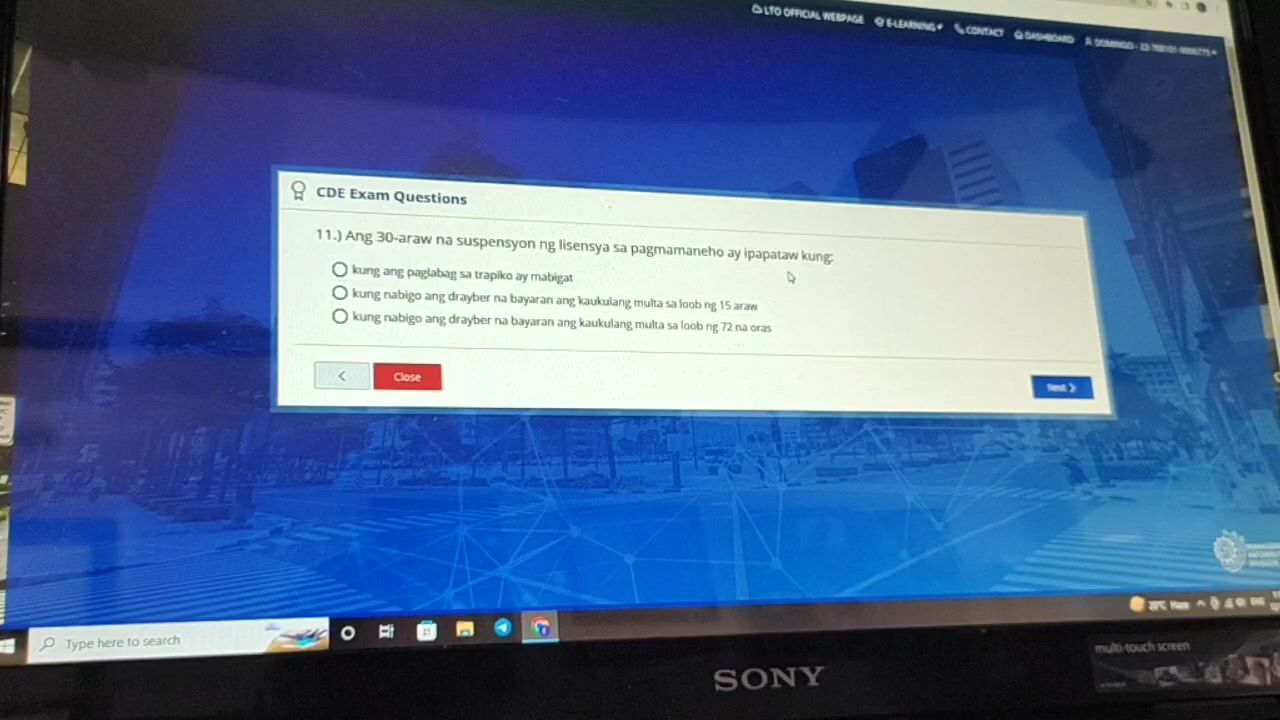 LTO OFFICIAL WEBPAGE E-LEARNING CONTACT DASHBOARD DOMINGO
CDE Exam Questions
11.) Ang 30-araw na suspensyon ng lisensya sa pagmamaneho ay ipapataw kung:
kung ang paglabag sa trapiko ay mabigat
kung nabigo ang drayber na bayaran ang kaukulang multa sa loob ng 15 araw
kung nabigo ang drayber na bayaran ang kaukulang multa sa loob ng 72 na oras
Close
Next
Type here to search
multi-touch screen
SONY